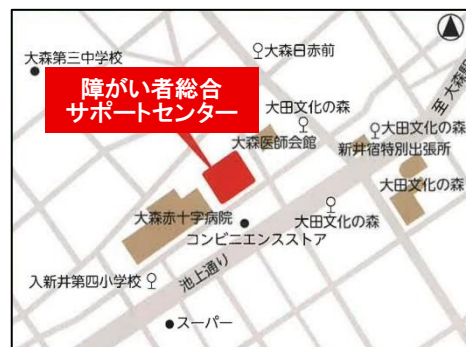 大森第三中学校
大森日赤前
至大森駅
障がい者総合
サポートセンター
大田文化の森
大森医師会館
大田文化の森
新井宿特別出張所
大田文化の森
大森赤十字病院
大田文化の森
コンビニエンスストア
池上通り
入新井第四小学校
スーパー